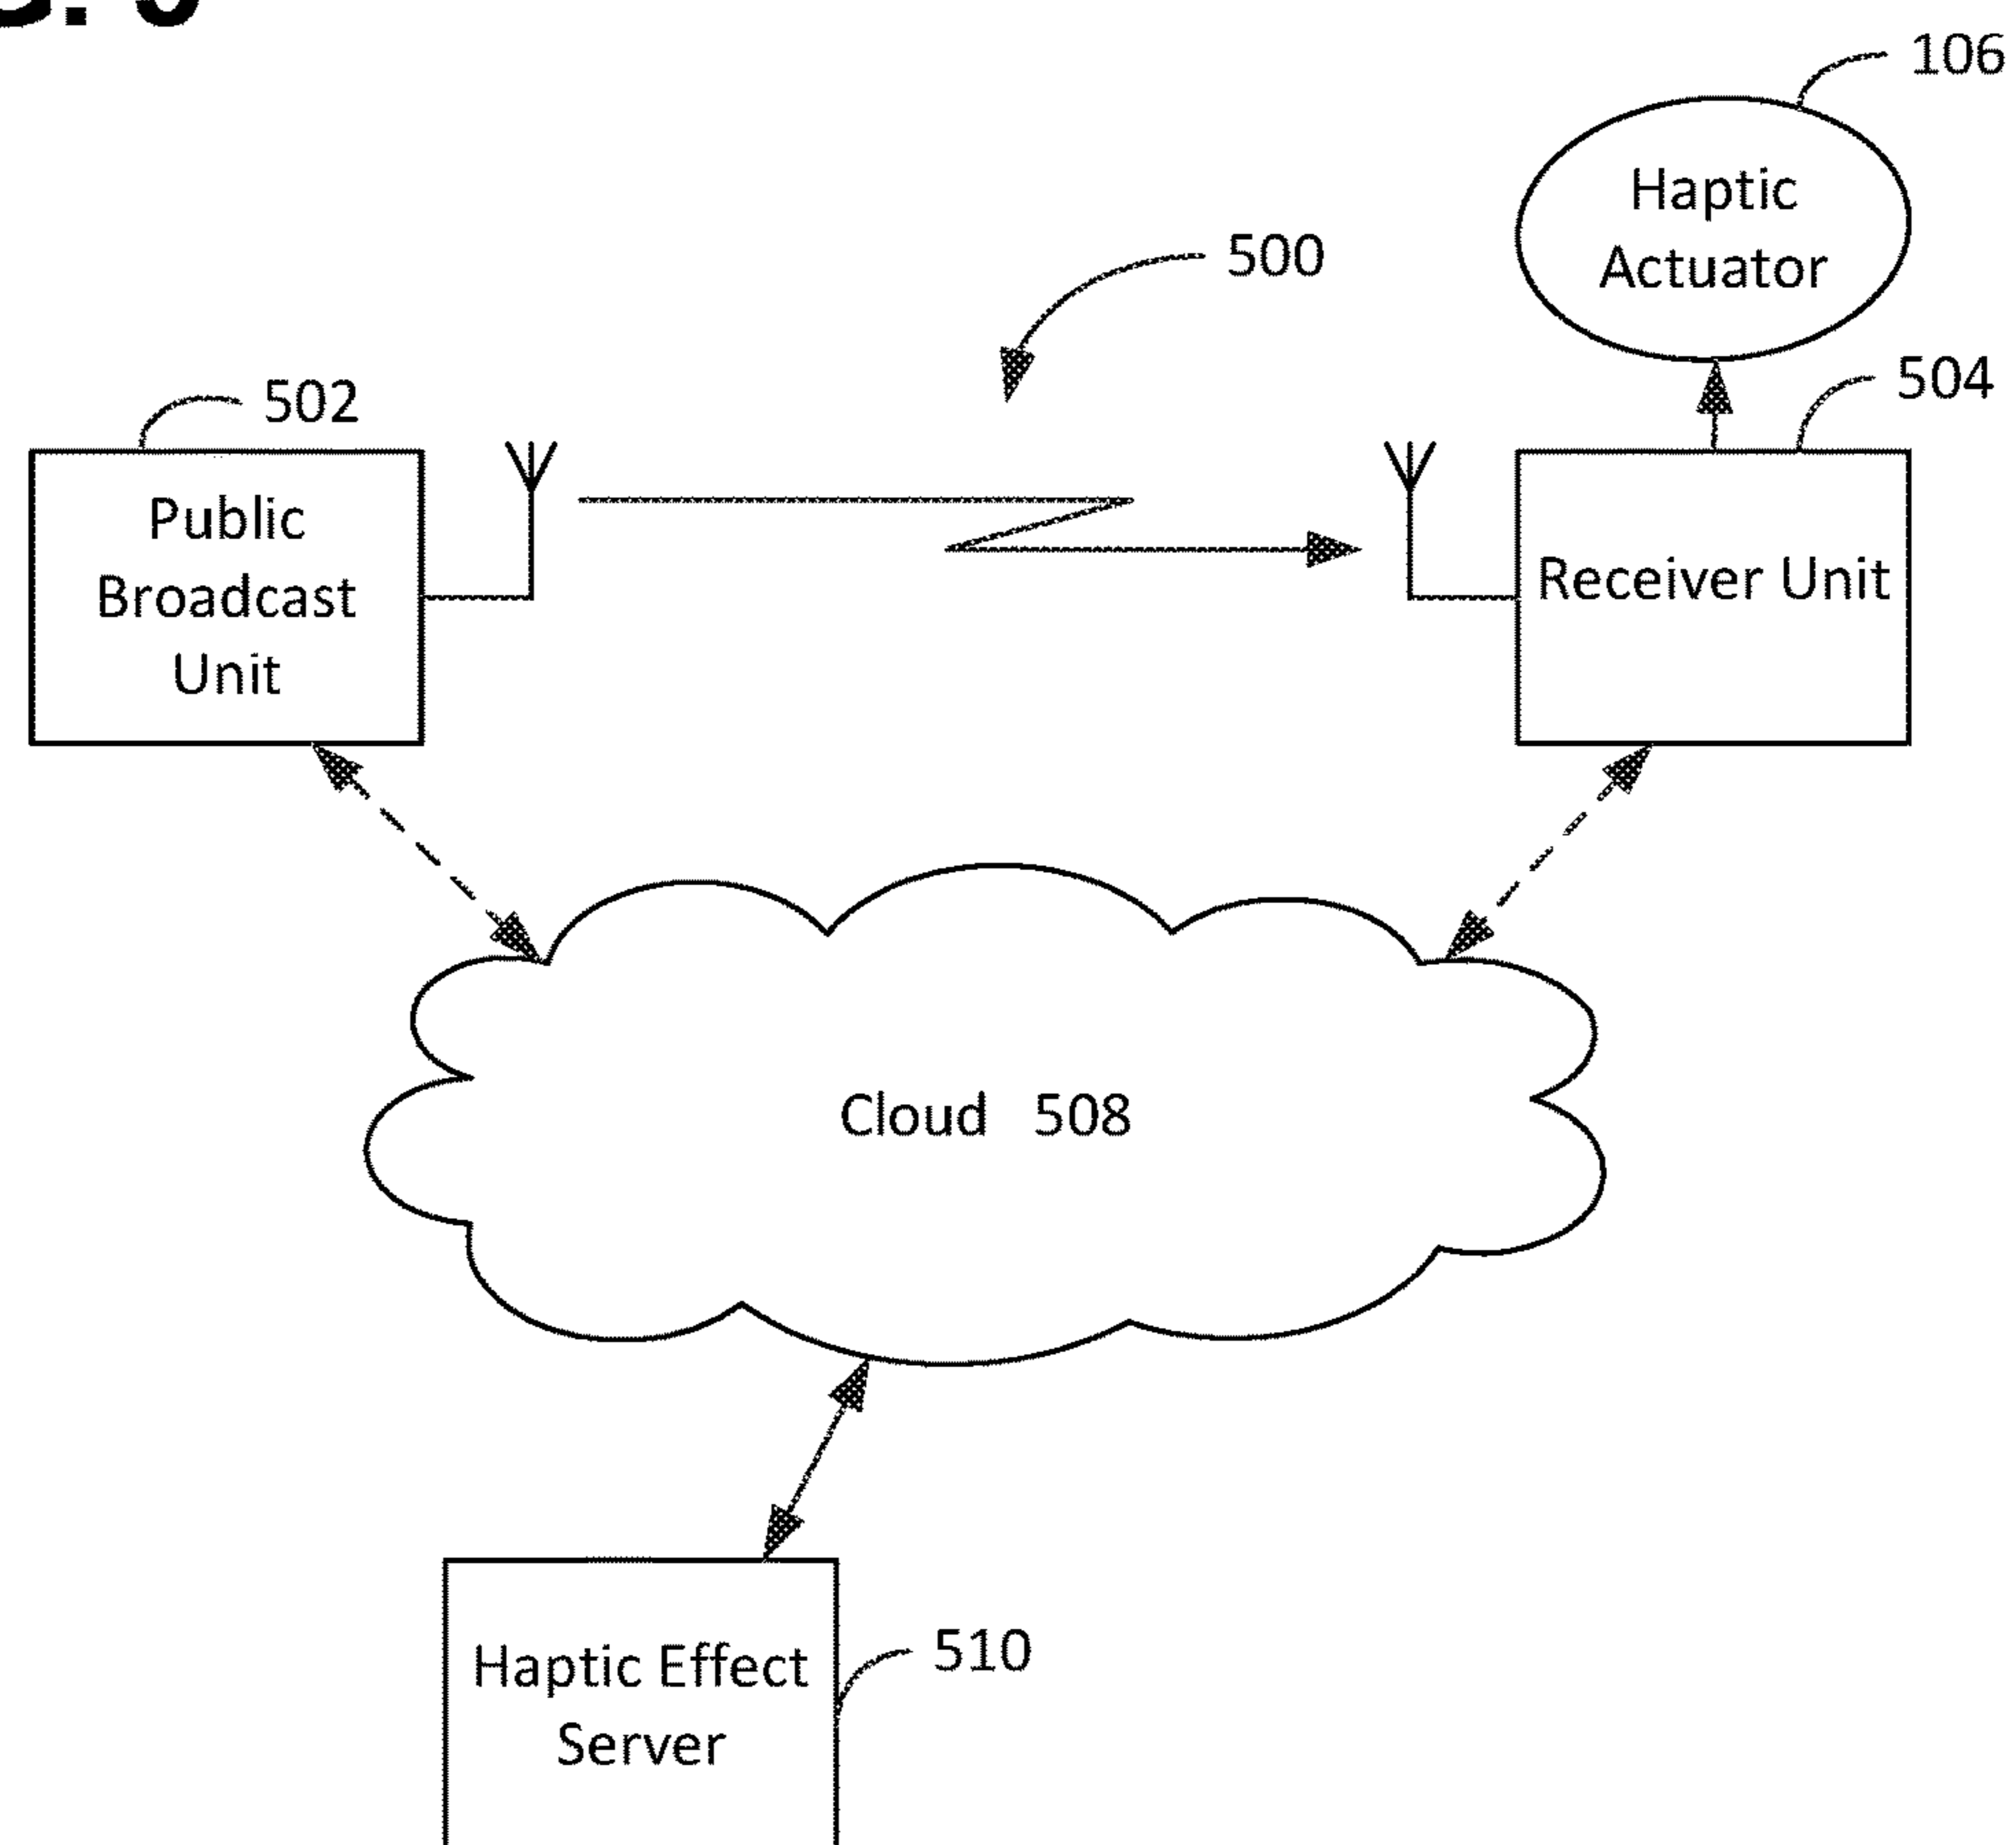 106
Haptic
Actuator
500
504
502
Public
Broadcast
Unit
Receiver Unit
Cloud 508
Haptic Effect
Server
510